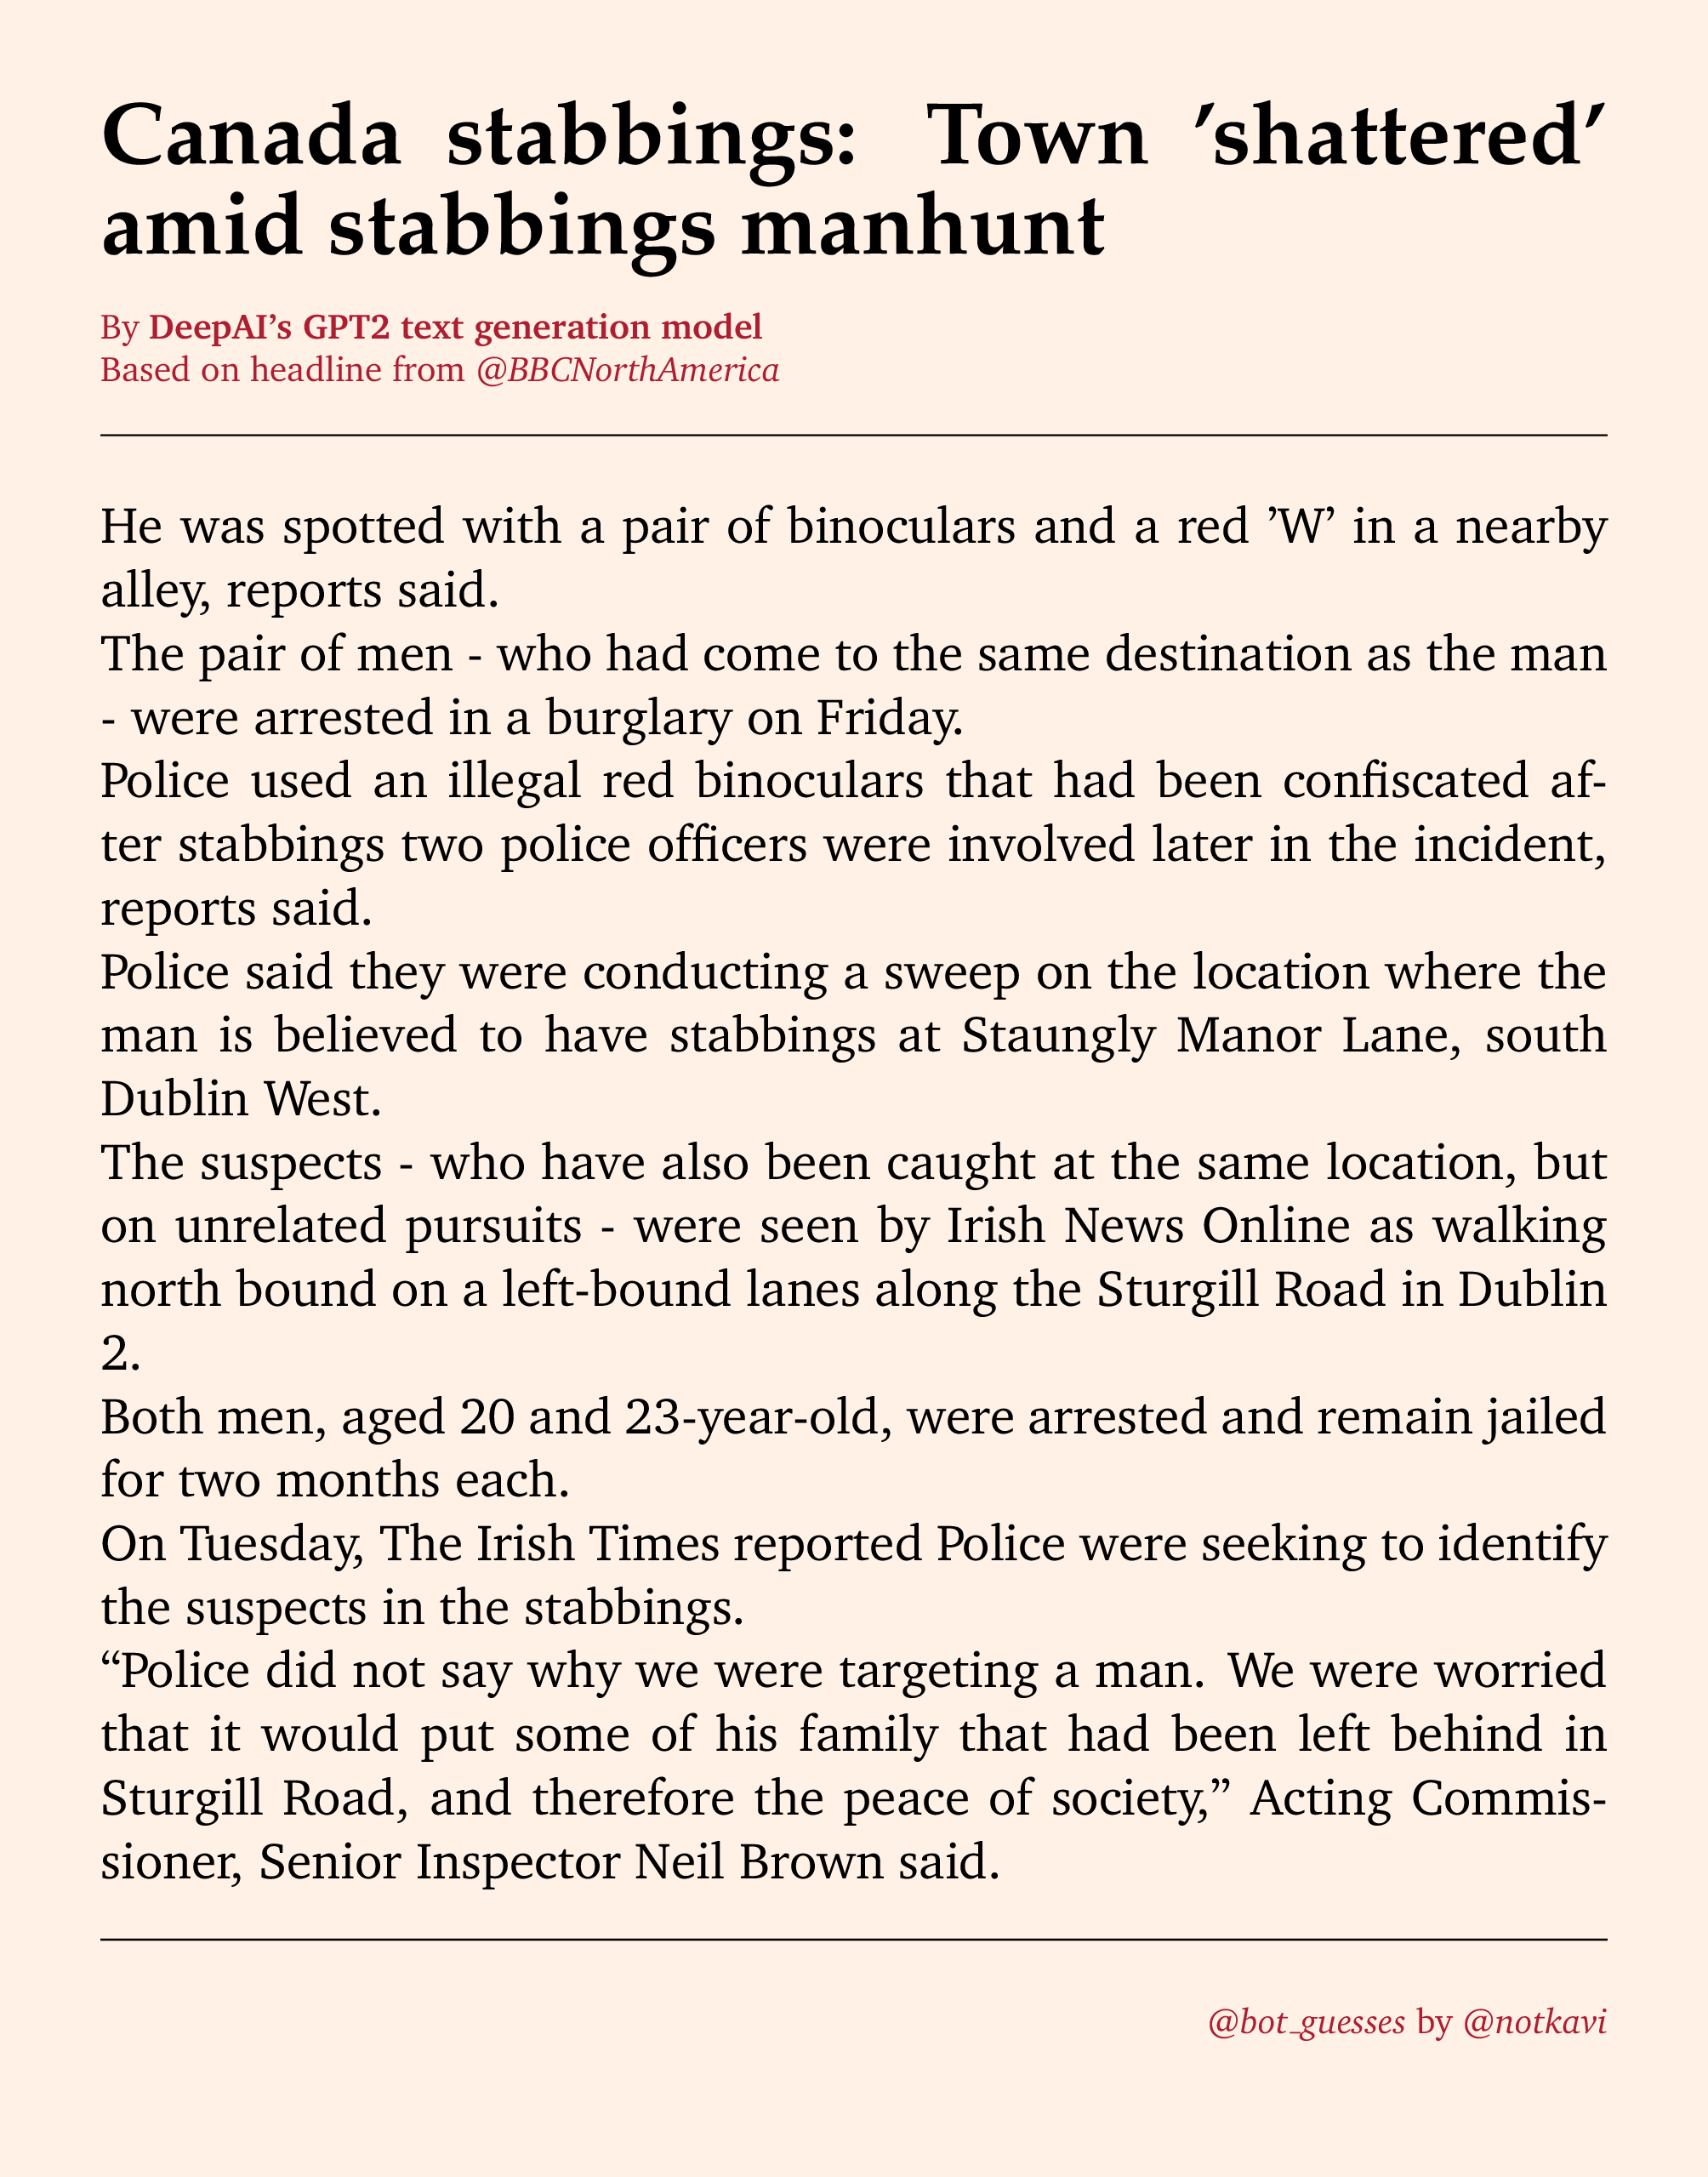 Canada stabbings: Town ’shattered’
amid stabbings manhunt
By DeepAI’s GPT2 text generation model
Based on headline from @BBCNorthAmerica
He was spotted with a pair of binoculars and a red ’W’ in a nearby
alley, reports said.
The pair of men - who had come to the same destination as the man
- were arrested in a burglary on Friday.
Police used an illegal red binoculars that had been confiscated af-
ter stabbings two police officers were involved later in the incident,
reports said.
Police said they were conducting a sweep on the location where the
man is believed to have stabbings at Staungly Manor Lane, south
Dublin West.
The suspects - who have also been caught at the same location, but
on unrelated pursuits - were seen by Irish News Online as walking
north bound on a left-bound lanes along the Sturgill Road in Dublin
2.
Both men, aged 20 and 23-year-old, were arrested and remain jailed
for two months each.
On Tuesday, The Irish Times reported Police were seeking to identify
the suspects in the stabbings.
“Police did not say why we were targeting a man. We were worried
that it would put some of his family that had been left behind in
Sturgill Road, and therefore the peace of society,” Acting Commis-
sioner, Senior Inspector Neil Brown said.
@bot_guesses by @notkavi